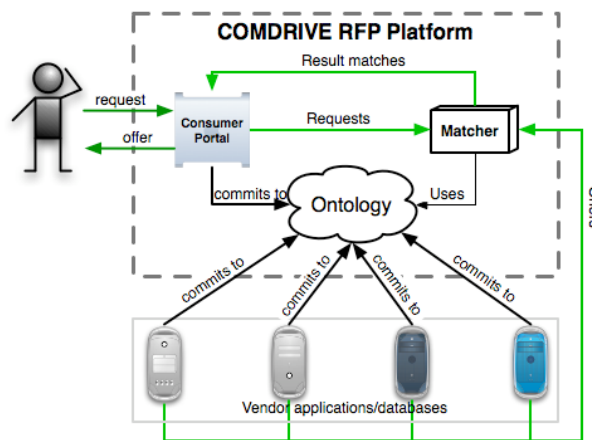 COMDRIVE RFP Platform
Result matches
request
Consumer
Portal
Requests
Matcher
offer
commits to
Uses
Ontology
commits to
commits to
commits to
commits to
Vendor applications/databases